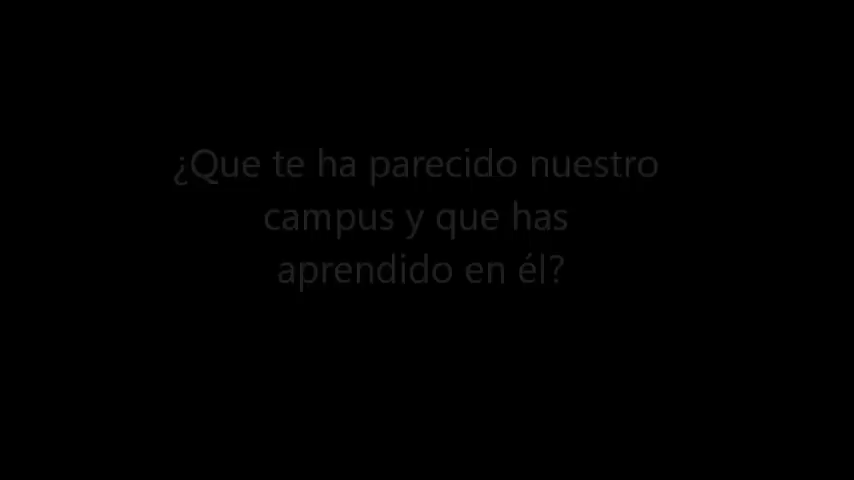 ¿Que te ha parecido nuestro
campus y que has
aprendido en él?